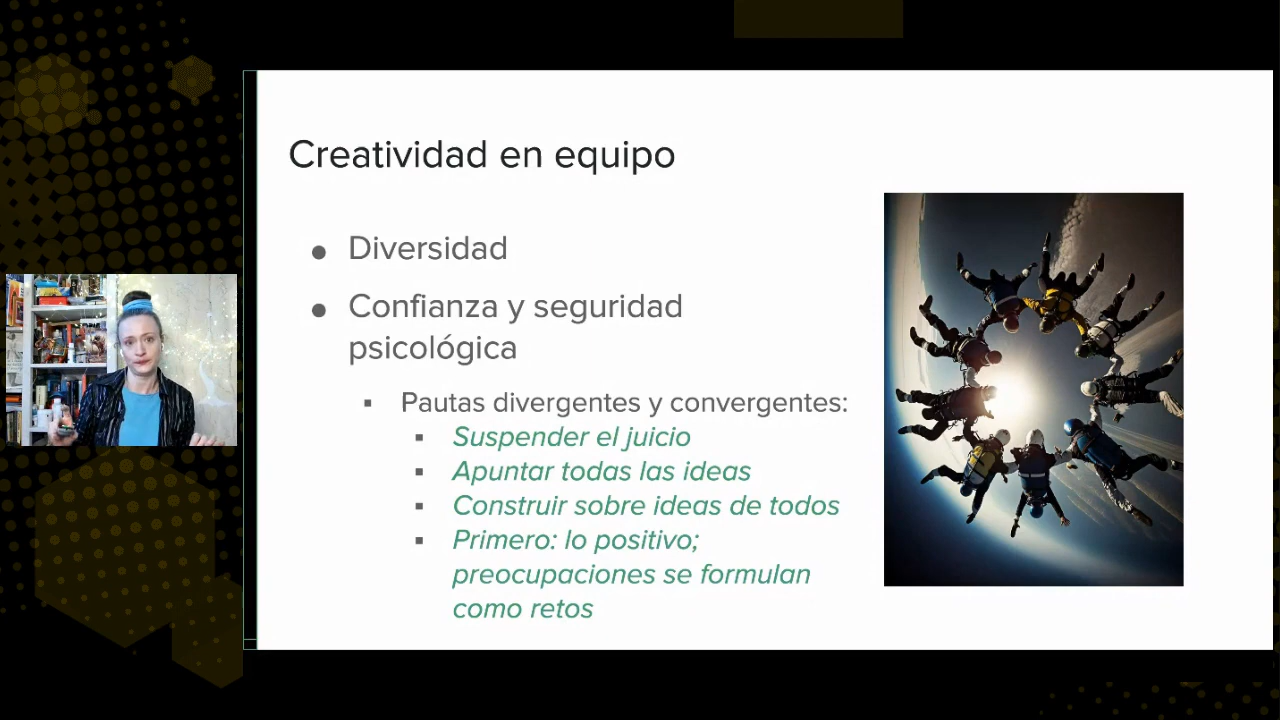 Creatividad en equipo
● Diversidad
● Confianza y seguridad
psicológica
▪ Pautas divergentes y convergentes:
▪ Suspender el juicio
▪ Apuntar todas las ideas
▪ Construir sobre ideas de todos
▪ Primero: lo positivo;
preocupaciones se formulan
como retos